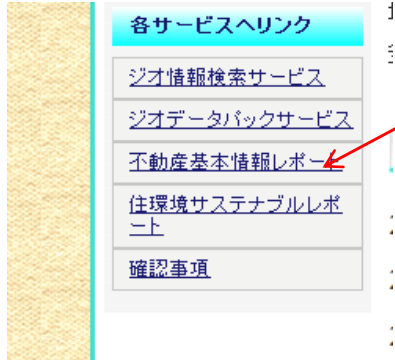 各サービスへリンク
ジオ情報検索サービス
ジオデータパックサービス
不動産基本情報レポート
住環境サステナブルレポ
ート
確認事項